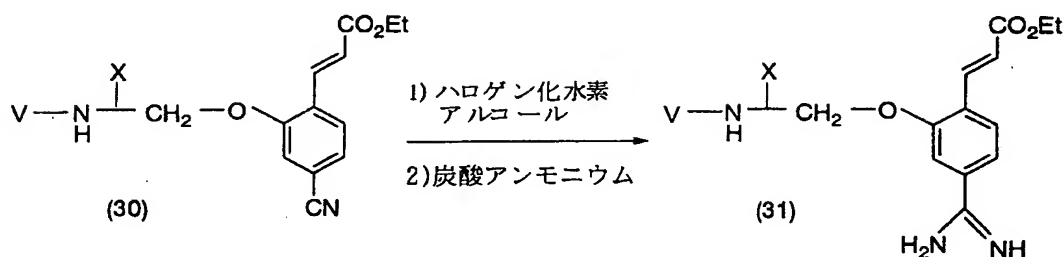 CO₂Et
X
V—N
H
CH₂—O
CN
(30)
1) ハロゲン化水素
アルコール
2)炭酸アンモニウム
CO₂Et
X
V—N
H
CH₂—O
H₂N
NH
(31)